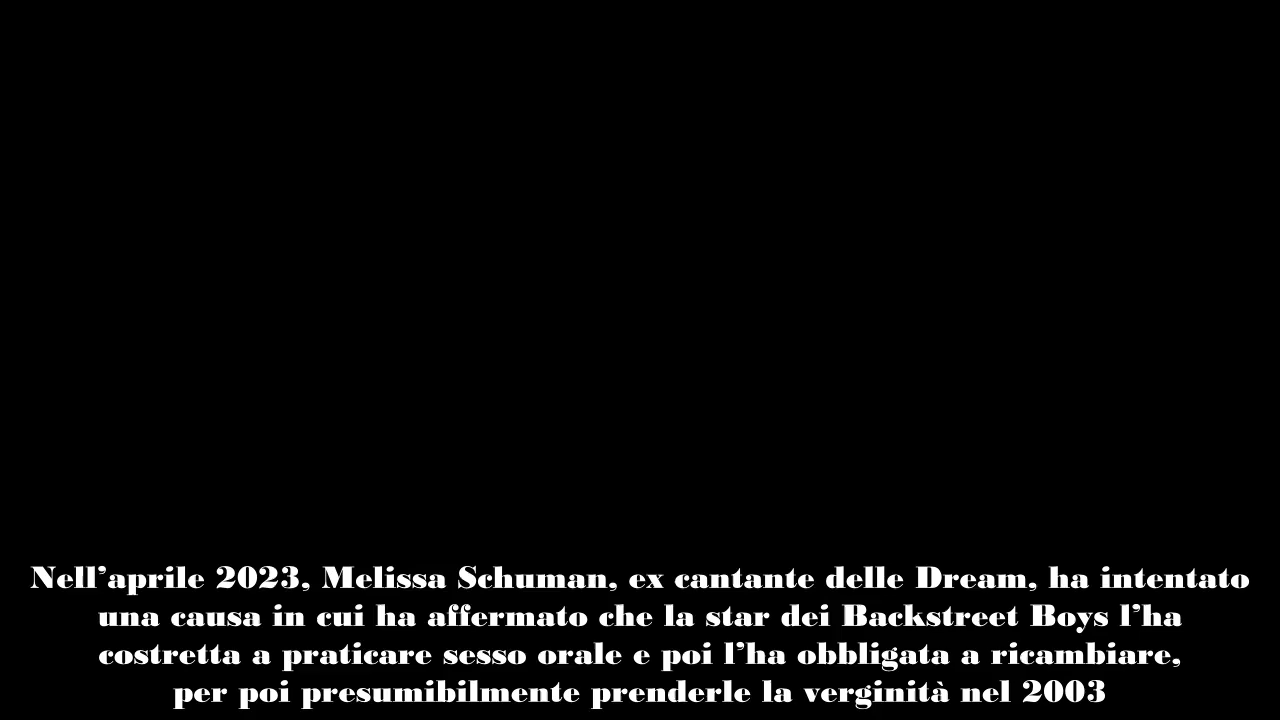 Nell’aprile 2023, Melissa Schuman, ex cantante delle Dream, ha intentato
una causa in cui ha affermato che la star dei Backstreet Boys l’ha
costretta a praticare sesso orale e poi l’ha obbligata a ricambiare,
per poi presumibilmente prenderle la verginità nel 2003